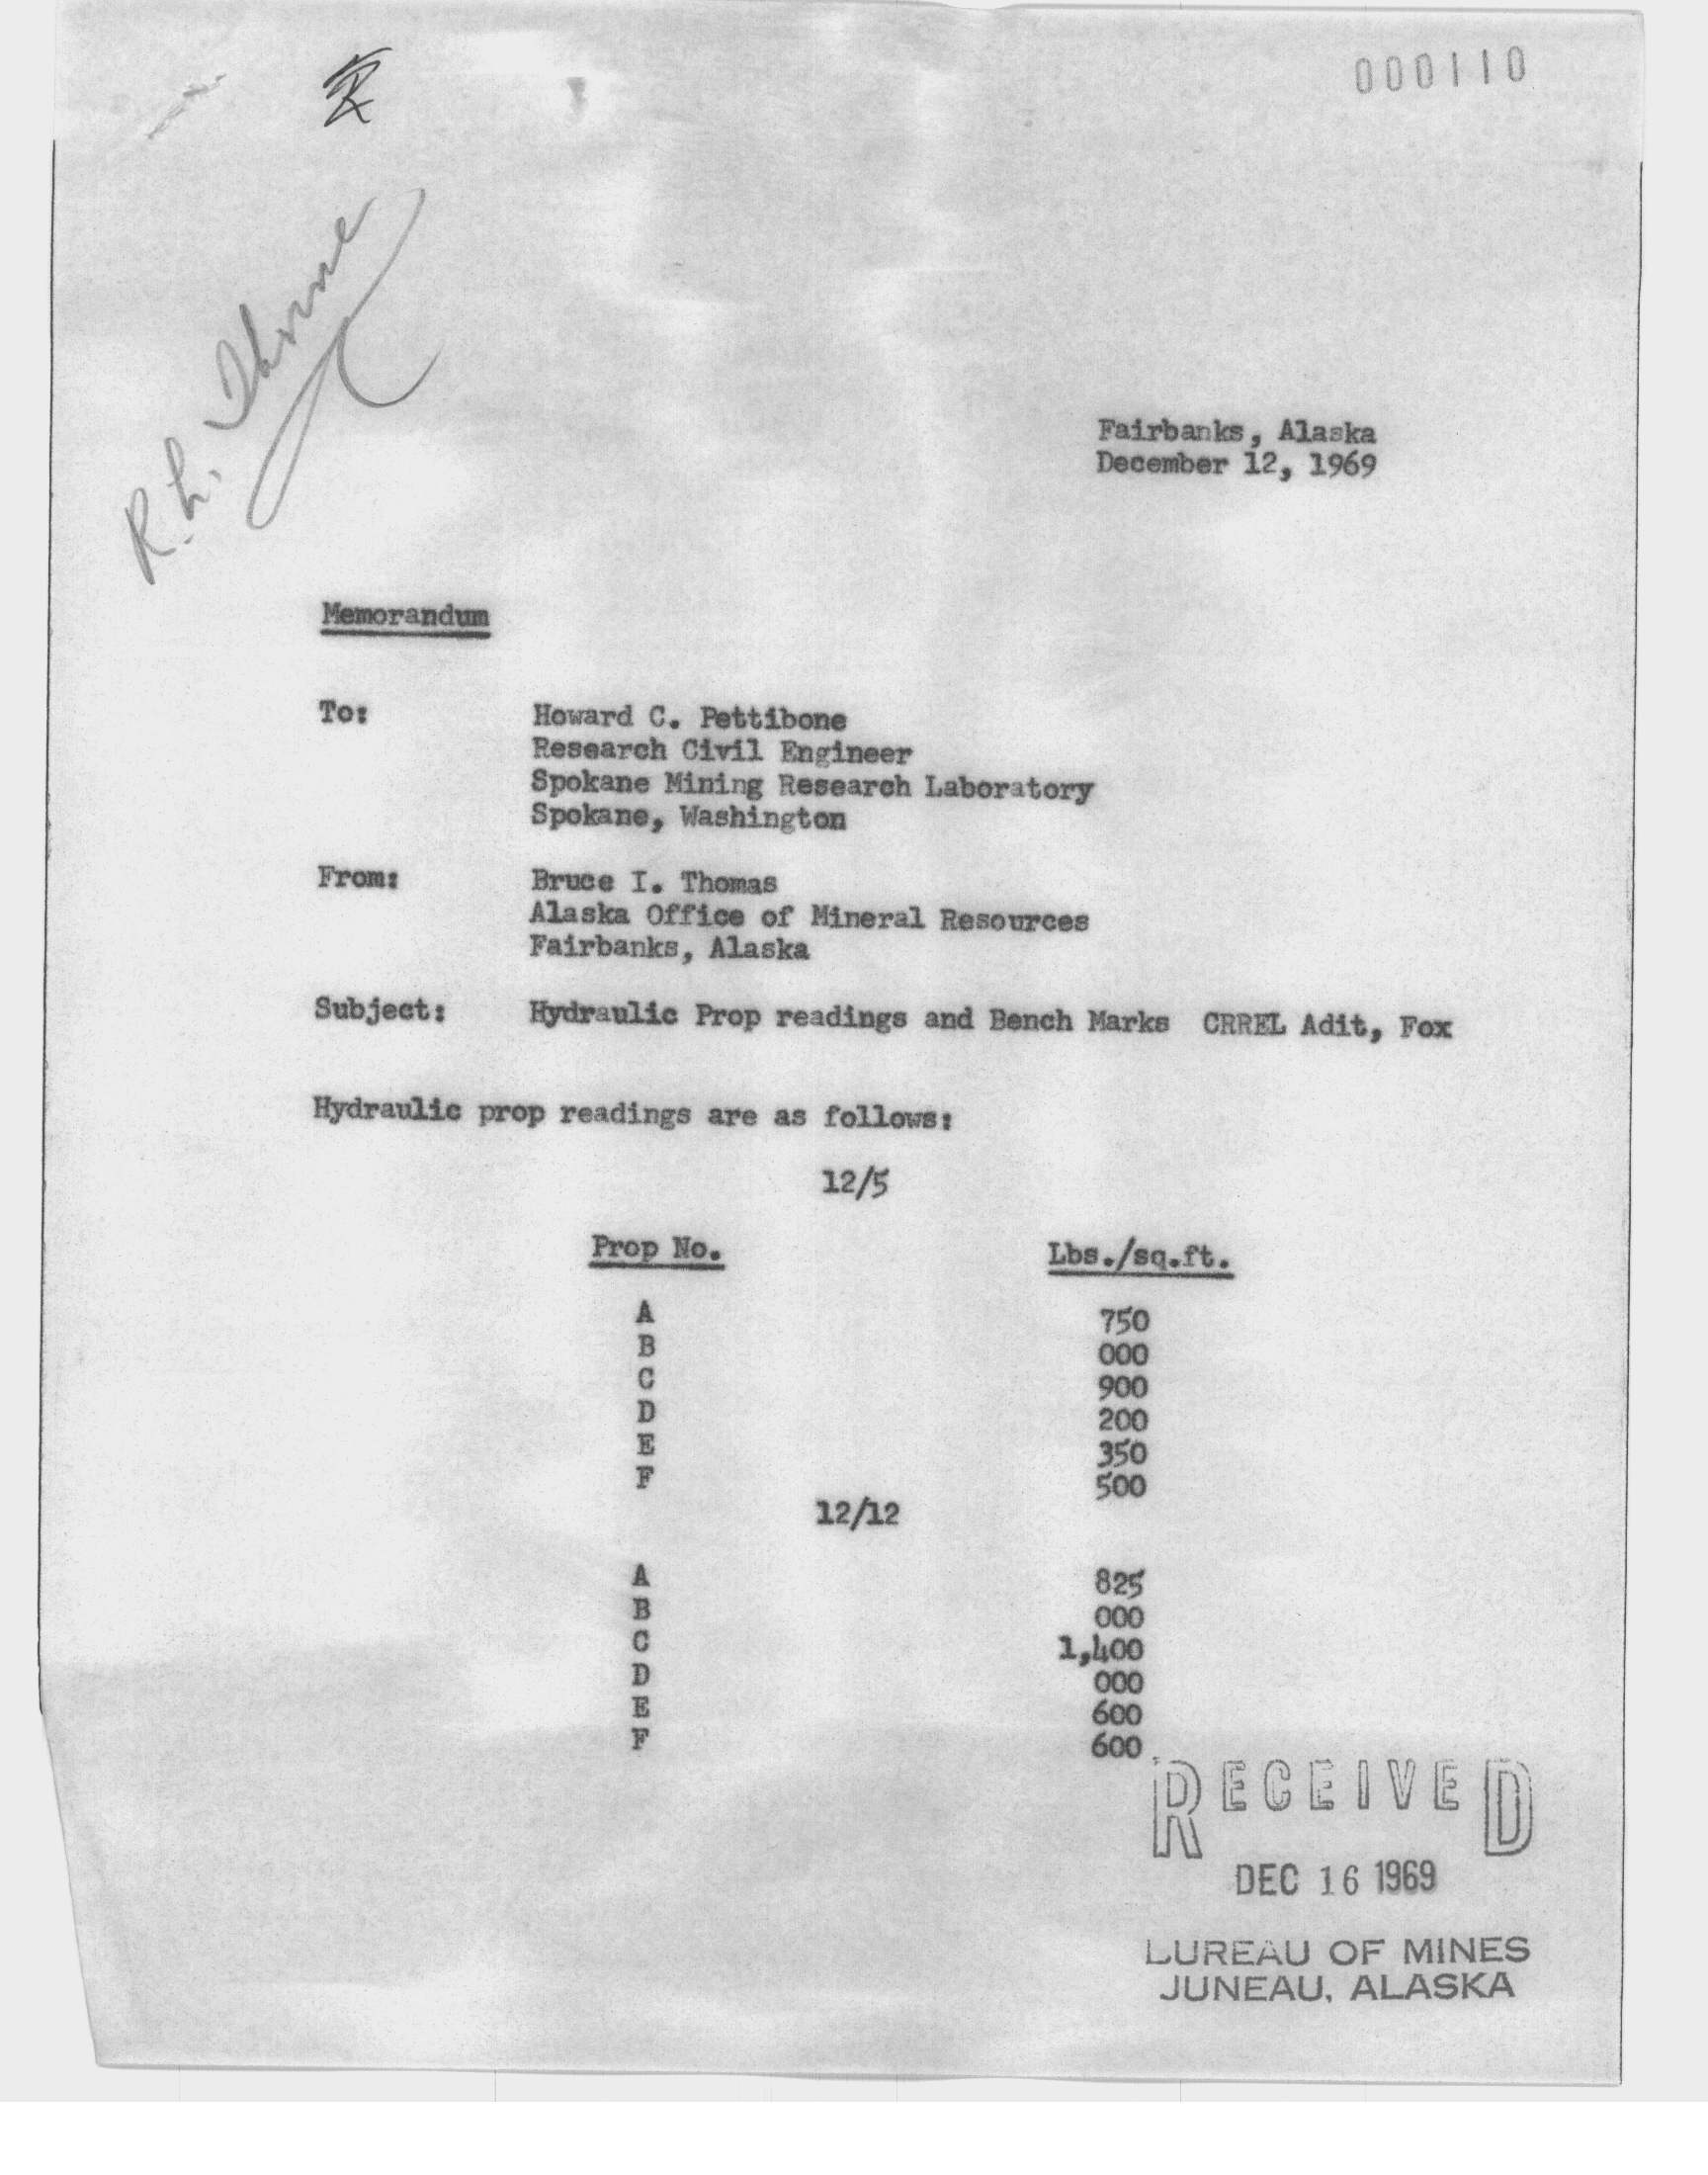 000110
R. L. Thorne
Fairbanks, Alaska
December 12, 1969
Memorandum
To: Howard C. Pettibone
Research Civil Engineer
Spokane Mining Research Laboratory
Spokane, Washington
From: Bruce I. Thomas
Alaska Office of Mineral Resources
Fairbanks, Alaska
Subject: Hydraulic Prop readings and Bench Marks CRREL Adit, Fox
Hydraulic prop readings are as follows:
12/5
Prop No. Lbs./sq.ft.
A 750
B 000
C 900
D 200
E 350
F 500
12/12
A 825
B 000
C 1,400
D 000
E 600
F 600
RECEIVED
DEC 16 1969
BUREAU OF MINES
JUNEAU, ALASKA